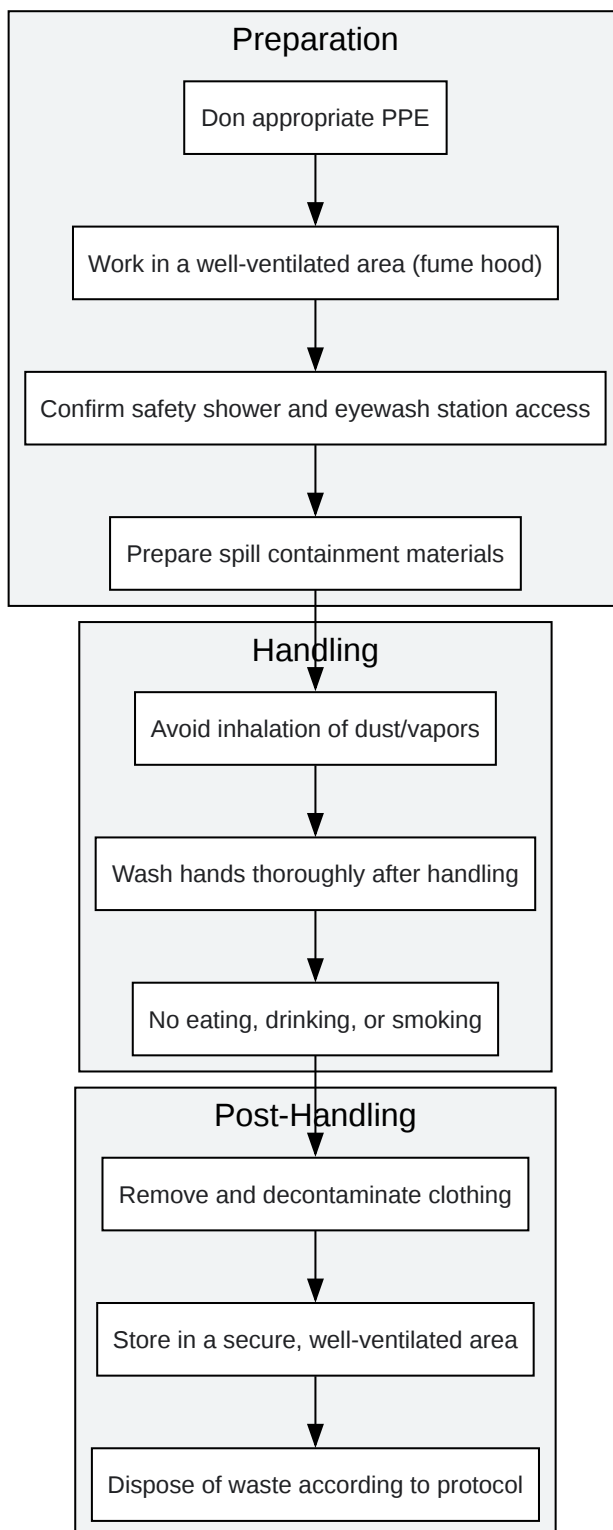 Preparation
Don appropriate PPE
Work in a well-ventilated area (fume hood)
Confirm safety shower and eyewash station access
Prepare spill containment materials
Handling
Avoid inhalation of dust/vapors
Wash hands thoroughly after handling
No eating, drinking, or smoking
Post-Handling
Remove and decontaminate clothing
Store in a secure, well-ventilated area
Dispose of waste according to protocol